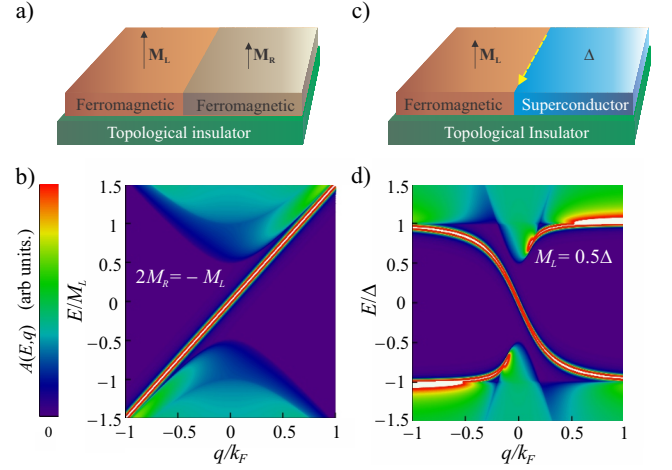 a)
M_L
M_R
Ferromagnetic
Ferromagnetic
Topological insulator
c)
M_L
Δ
Ferromagnetic
Superconductor
Topological Insulator
b)
A(E,q) (arb units.)
0
E/M_L
1.5
1
0.5
0
−0.5
−1
−1.5
2M_R = − M_L
−1
−0.5
0
0.5
1
q/k_F
d)
E/Δ
1.5
1
0.5
0
−0.5
−1
−1.5
M_L = 0.5Δ
−1
−0.5
0
0.5
1
q/k_F